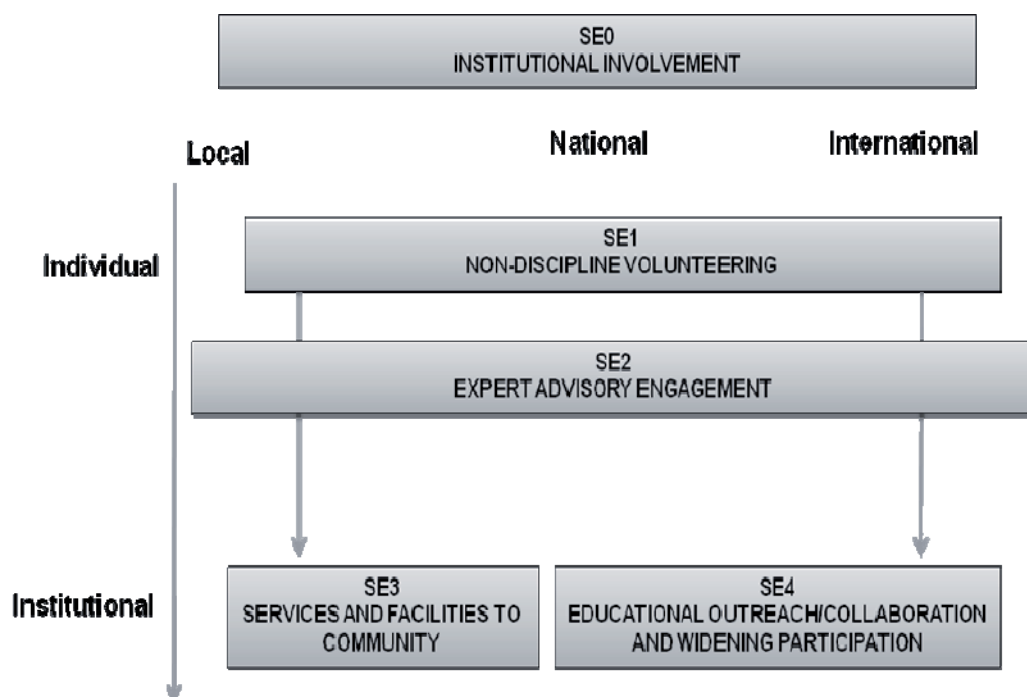 SE0
INSTITUTIONAL INVOLVEMENT
Local
National
International
Individual
SE1
NON-DISCIPLINE VOLUNTEERING
SE2
EXPERT ADVISORY ENGAGEMENT
Institutional
SE3
SERVICES AND FACILITIES TO
COMMUNITY
SE4
EDUCATIONAL OUTREACH/COLLABORATION
AND WIDENING PARTICIPATION